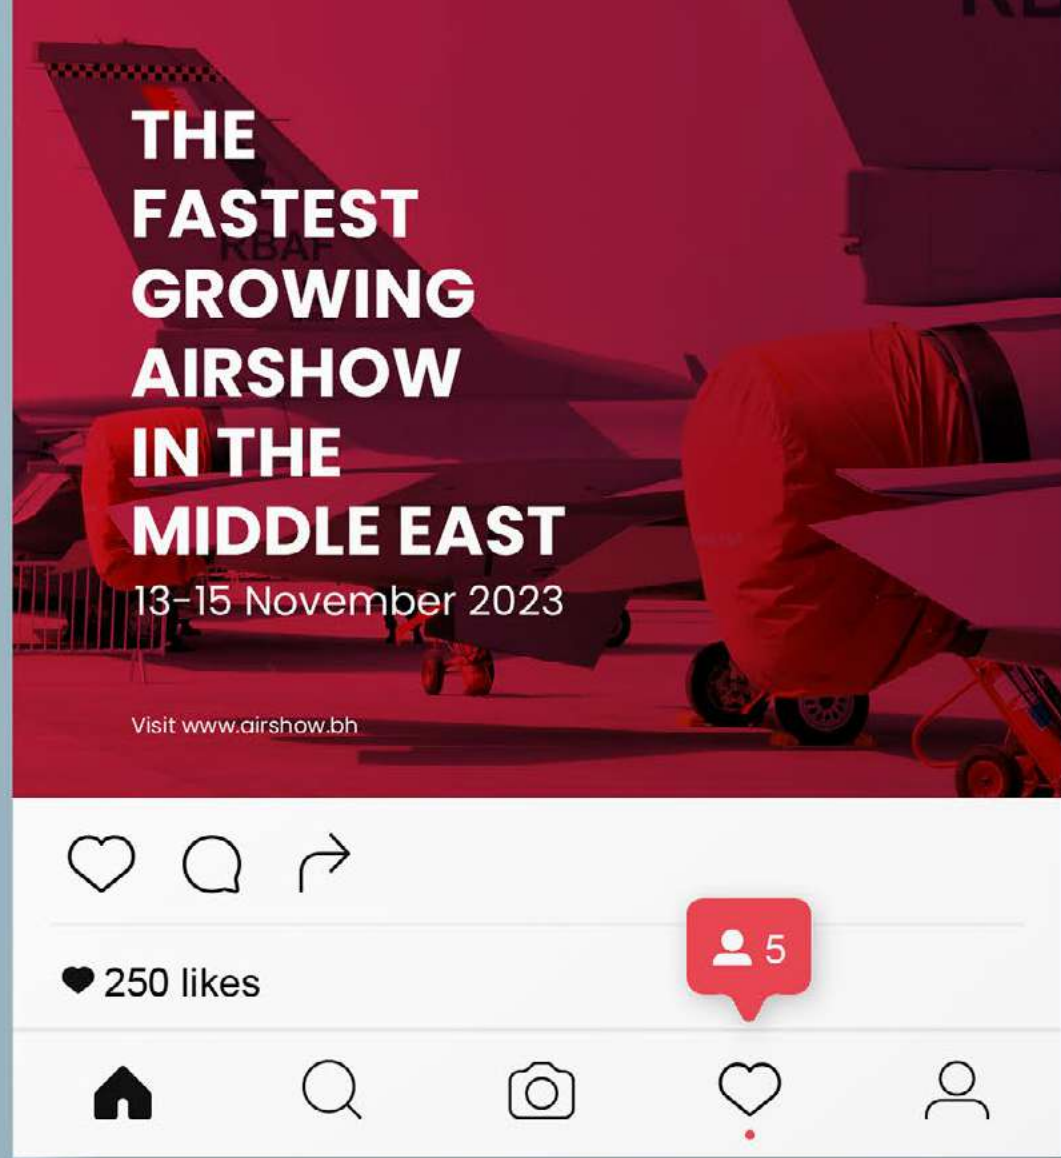 THE
FASTEST
RBAF
GROWING
AIRSHOW
IN THE
MIDDLE EAST
13-15 November 2023
Visit www.airshow.bh
5
250 likes